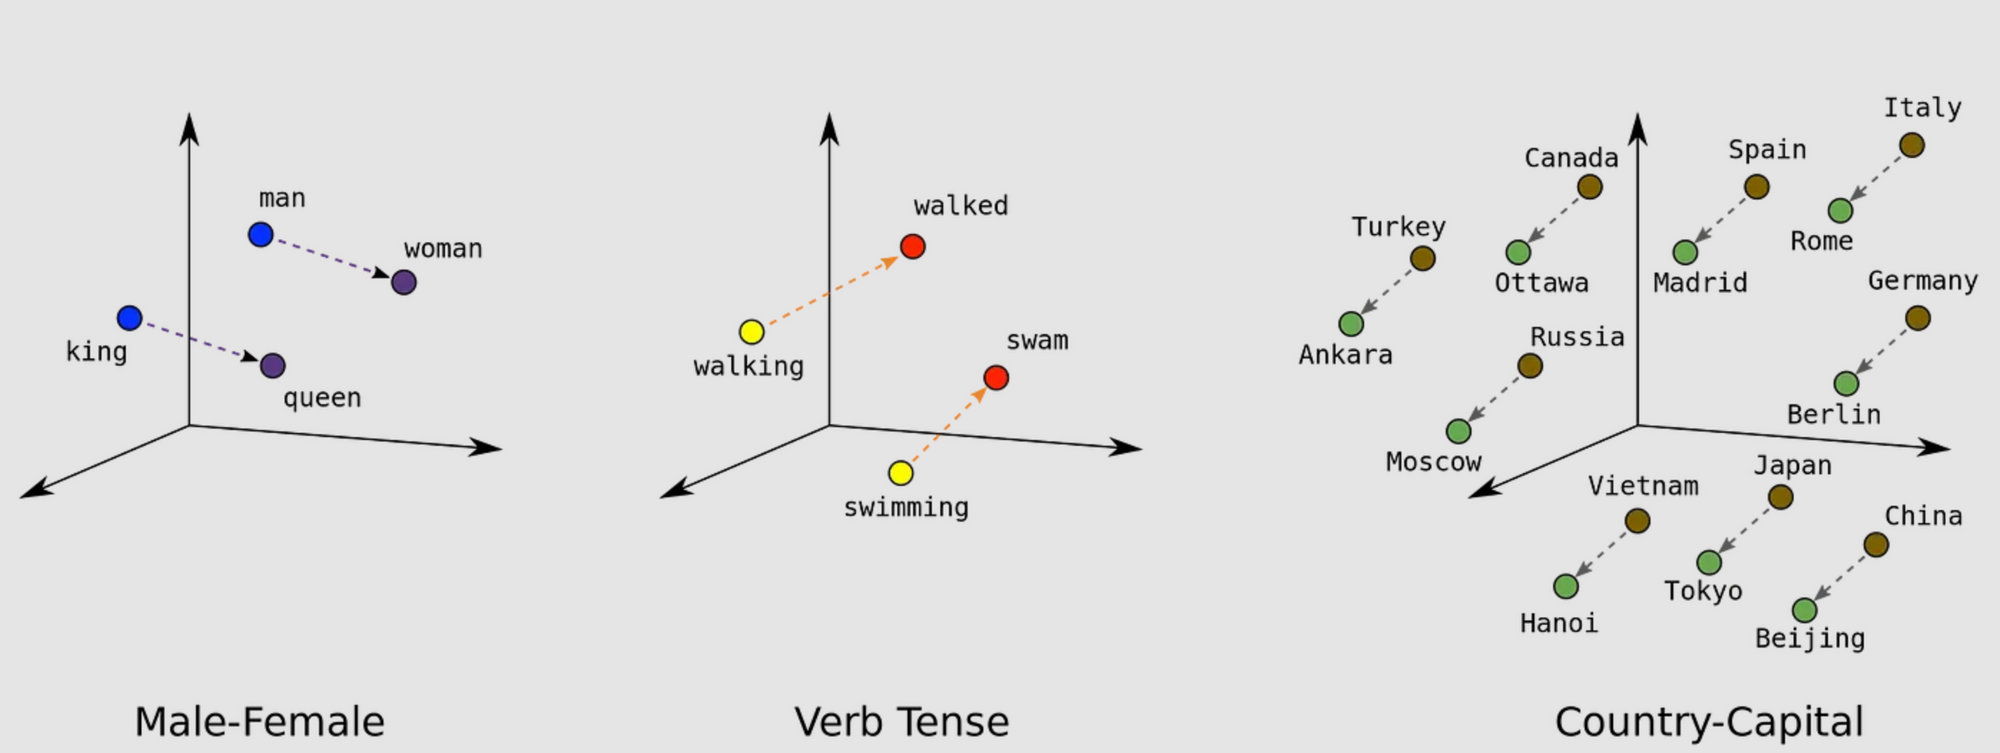 man
woman
king
queen
Male-Female
walked
walking
swam
swimming
Verb Tense
Italy
Spain
Canada
Rome
Turkey
Ottawa
Madrid
Germany
Ankara
Russia
Berlin
Moscow
Japan
Vietnam
China
Tokyo
Hanoi
Beijing
Country-Capital